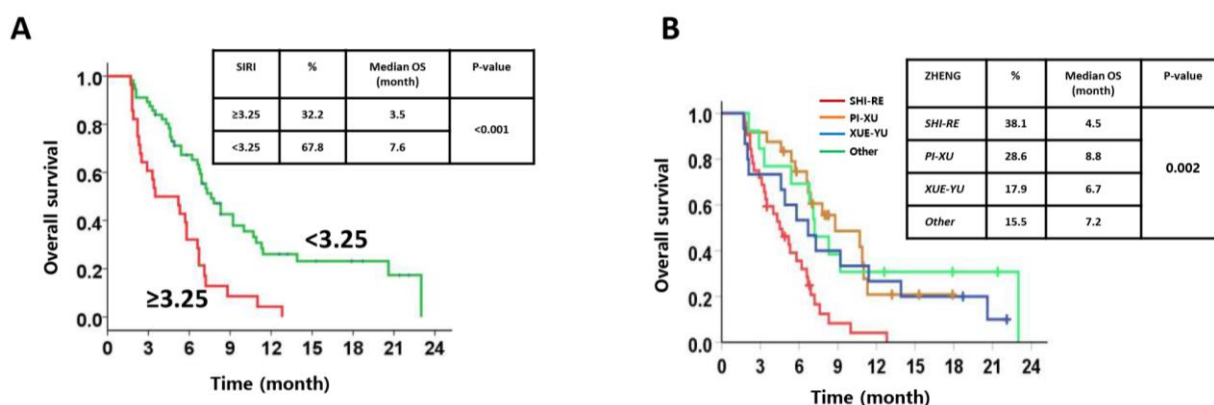 A
SIRI % Median OS (month) P-value
≥3.25 32.2 3.5 <0.001
<3.25 67.8 7.6
Overall survival
1.0
0.8
0.6
0.4
0.2
0.0
<3.25
≥3.25
0 3 6 9 12 15 18 21 24
Time (month)
B
SHI-RE
PI-XU
XUE-YU
Other
ZHENG % Median OS (month) P-value
SHI-RE 38.1 4.5 0.002
PI-XU 28.6 8.8
XUE-YU 17.9 6.7
Other 15.5 7.2
Overall survival
1.0
0.8
0.6
0.4
0.2
0.0
0 3 6 9 12 15 18 21 24
Time (month)